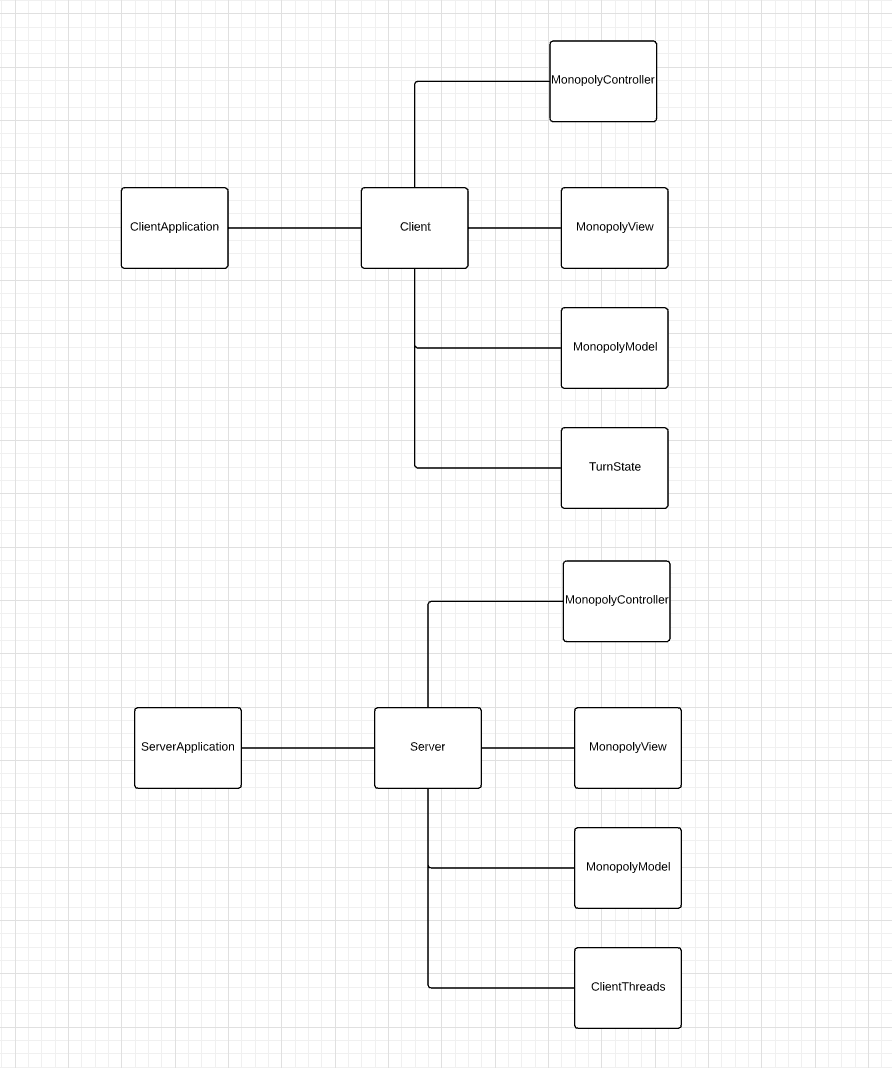 MonopolyController
ClientApplication
Client
MonopolyView
MonopolyModel
TurnState
MonopolyController
ServerApplication
Server
MonopolyView
MonopolyModel
ClientThreads